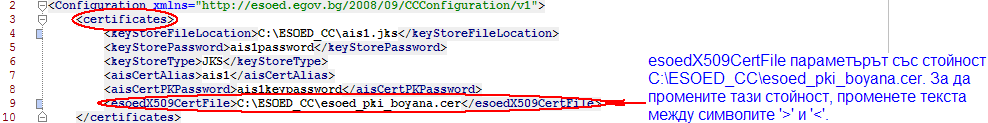 2 <Configuration xmlns="http://esoed.egov.bg/2008/09/CCConfiguration/v1">
3 <certificates>
4 <keyStoreFileLocation>C:\ESOED_CC\ais1.jks</keyStoreFileLocation>
5 <keyStorePassword>ais1password</keyStorePassword>
6 <keyStoreType>JKS</keyStoreType>
7 <aisCertAlias>ais1</aisCertAlias>
8 <aisCertPKPassword>ais1keypassword</aisCertPKPassword>
9 <esoedX509CertFile>C:\ESOED_CC\esoed_pki_boyana.cer</esoedX509CertFile>
10 </certificates>
esoedX509CertFile параметърът със стойност
C:\ESOED_CC\esoed_pki_boyana.cer. За да
промените тази стойност, променете текста
между символите '>' и '<'.